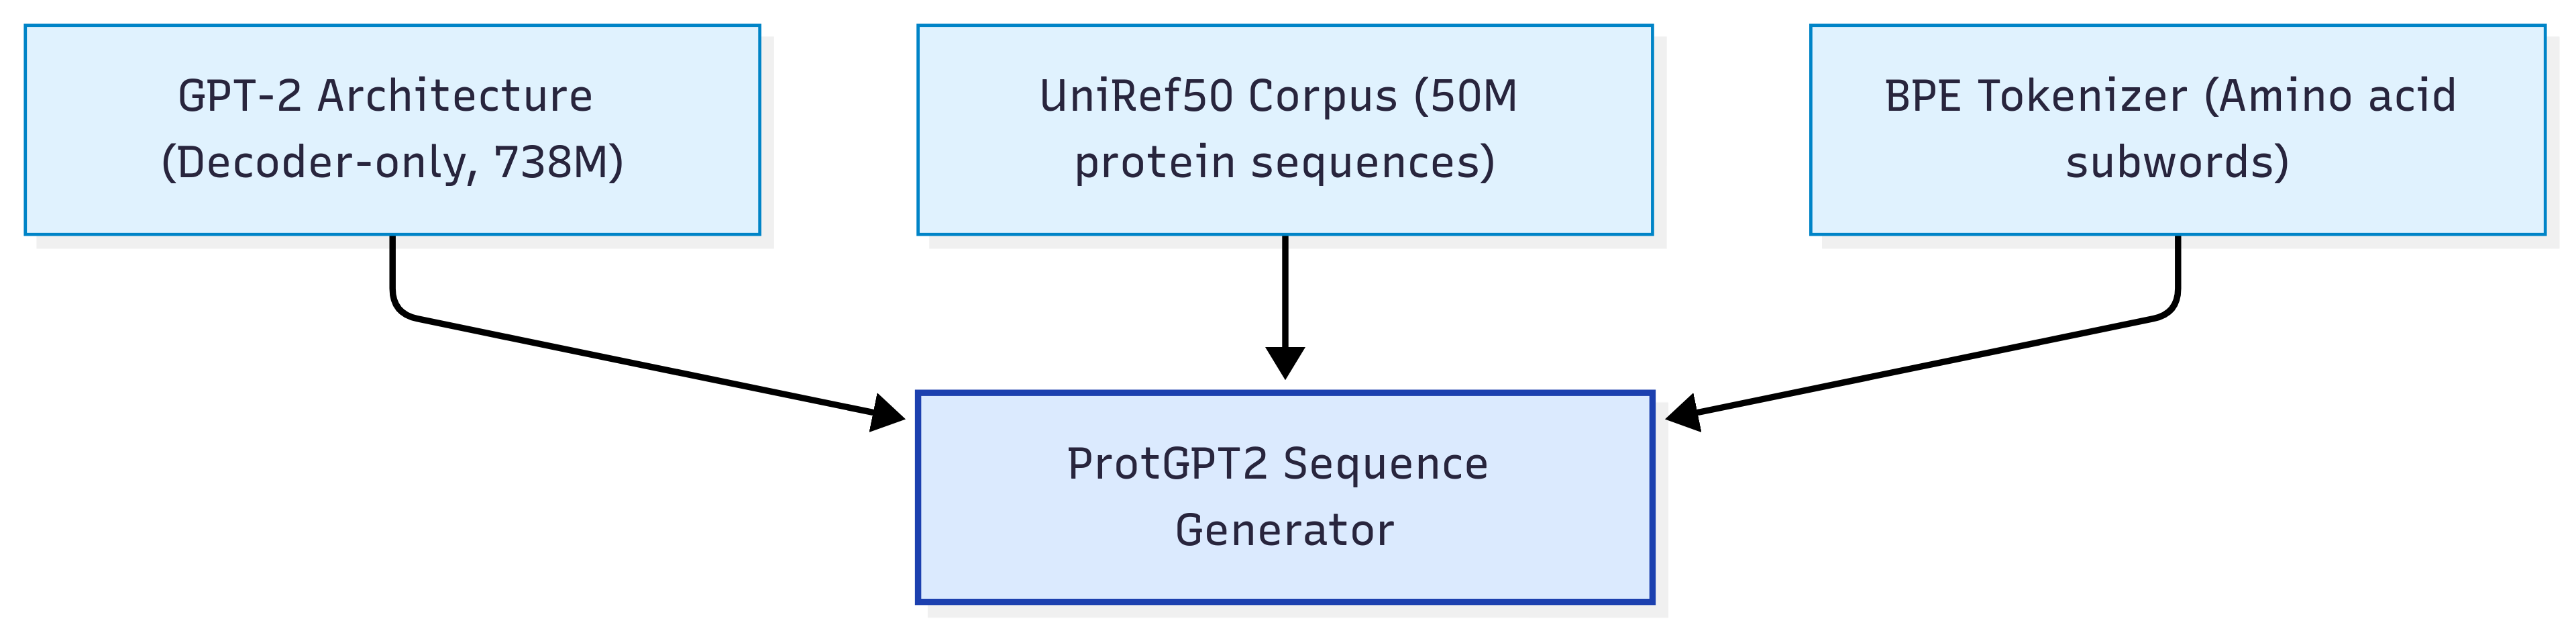 GPT-2 Architecture
(Decoder-only, 738M)
UniRef50 Corpus (50M
protein sequences)
BPE Tokenizer (Amino acid
subwords)
ProtGPT2 Sequence
Generator